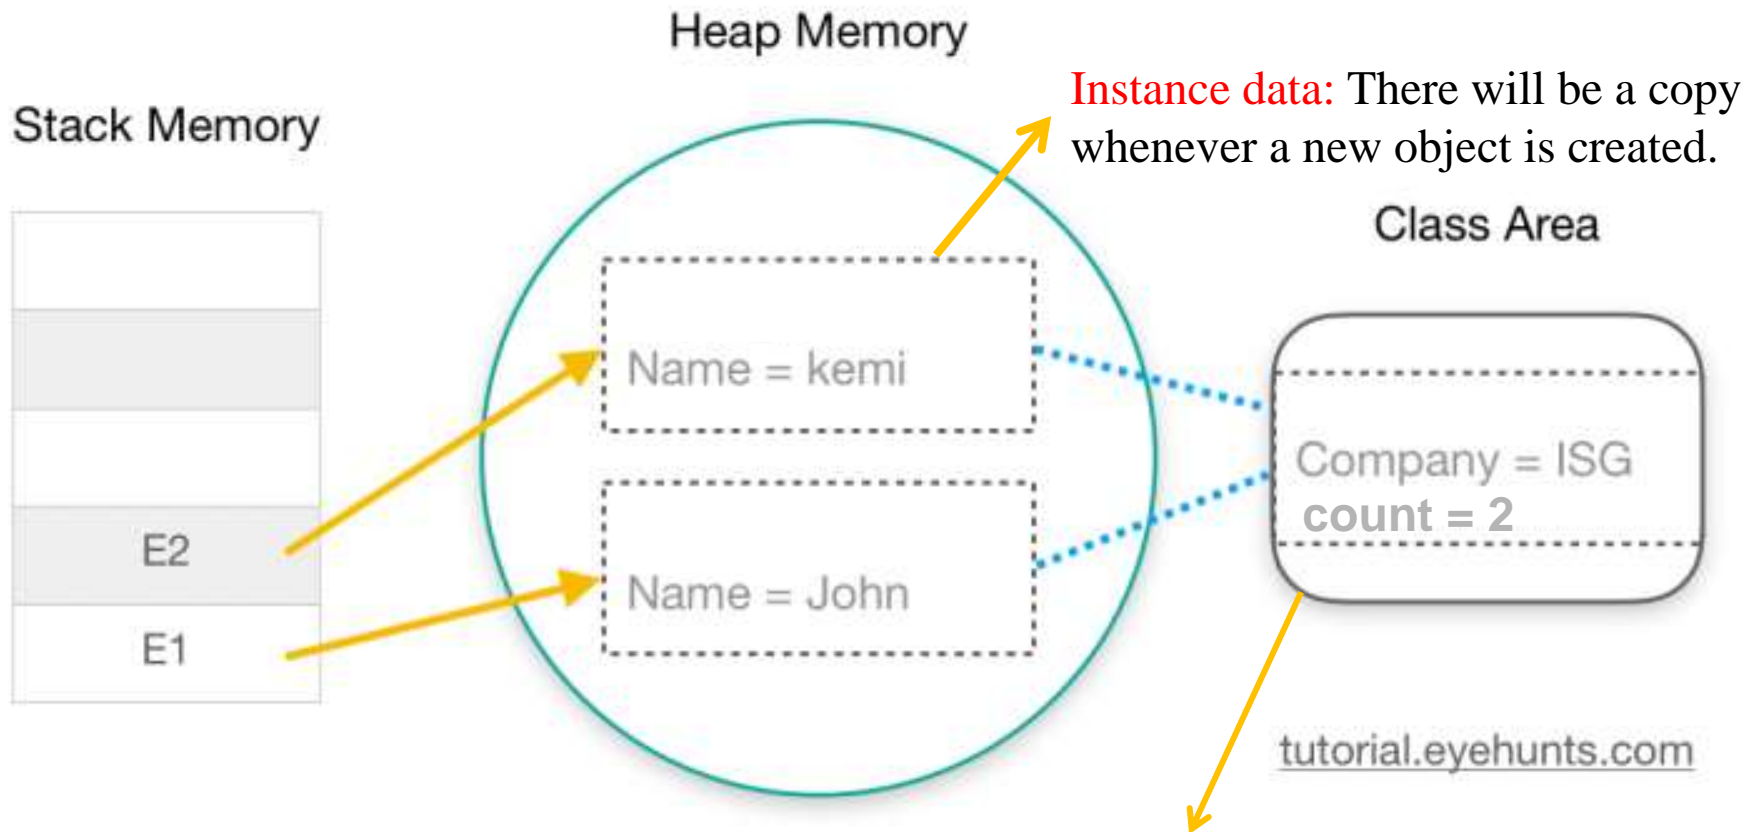 Heap Memory
Instance data: There will be a copy
whenever a new object is created.
Stack Memory
Class Area
Name = kemi
Company = ISG
count = 2
E2
Name = John
E1
tutorial.eyehunts.com